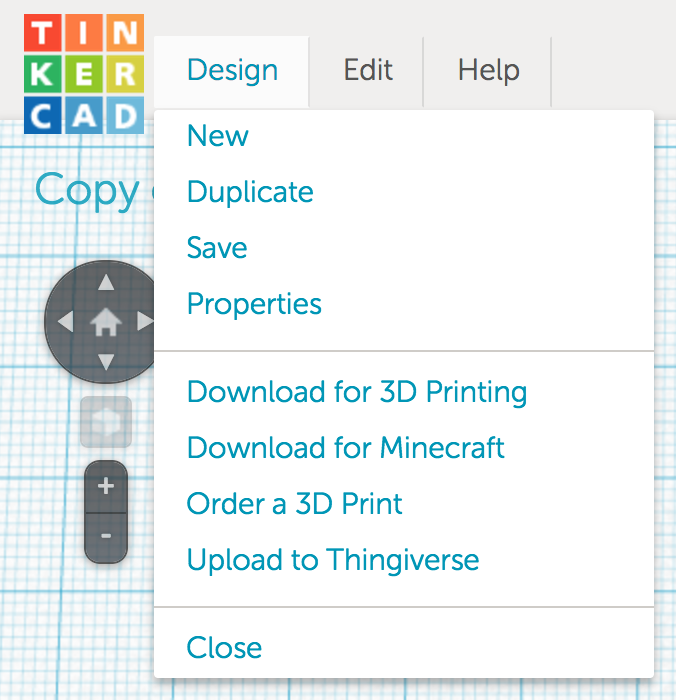 TIN
KER
CAD
Design Edit Help
New
Copy
Duplicate
Save
Properties
Download for 3D Printing
Download for Minecraft
+
Order a 3D Print
-
Upload to Thingiverse
Close